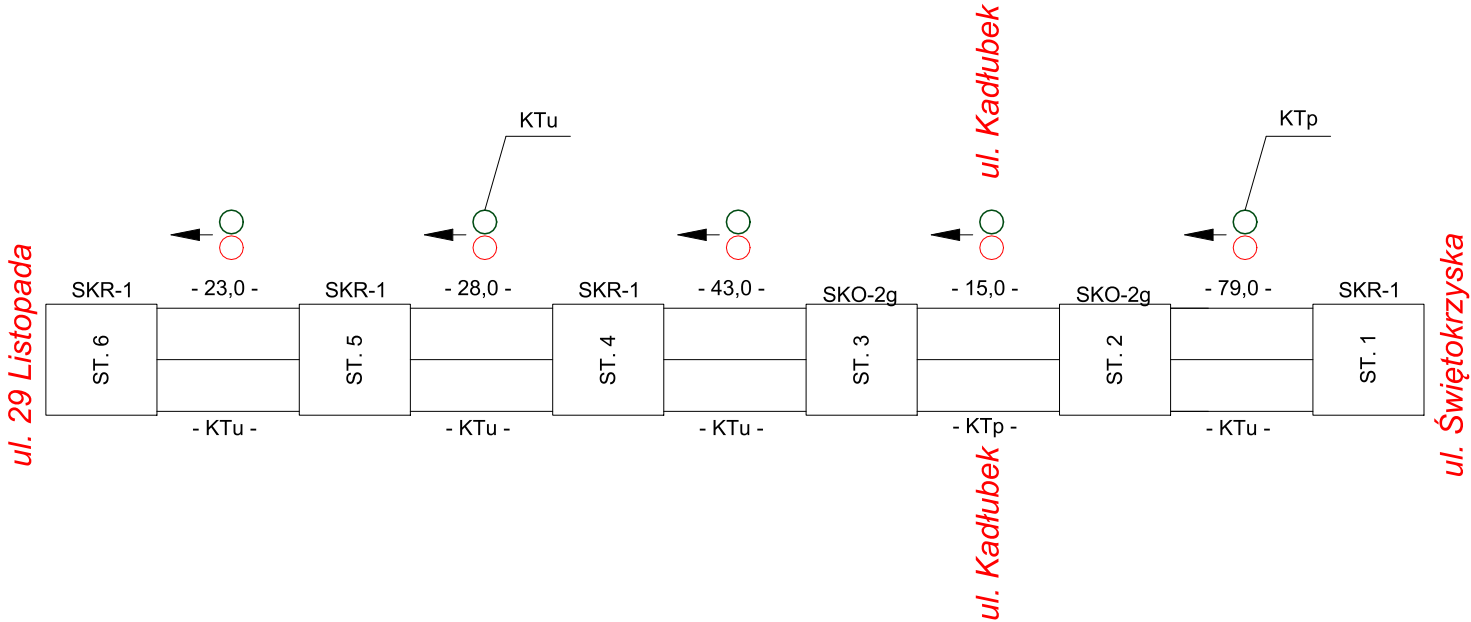 ul. Kadłubek
KTu
KTp
ul. 29 Listopada
SKR-1
- 23,0 -
SKR-1
- 28,0 -
SKR-1
- 43,0 -
SKO-2g
- 15,0 -
SKO-2g
- 79,0 -
SKR-1
ul. Świętokrzyska
ST. 6
ST. 5
ST. 4
ST. 3
ST. 2
ST. 1
- KTu -
- KTu -
- KTu -
- KTp -
- KTu -
ul. Kadłubek